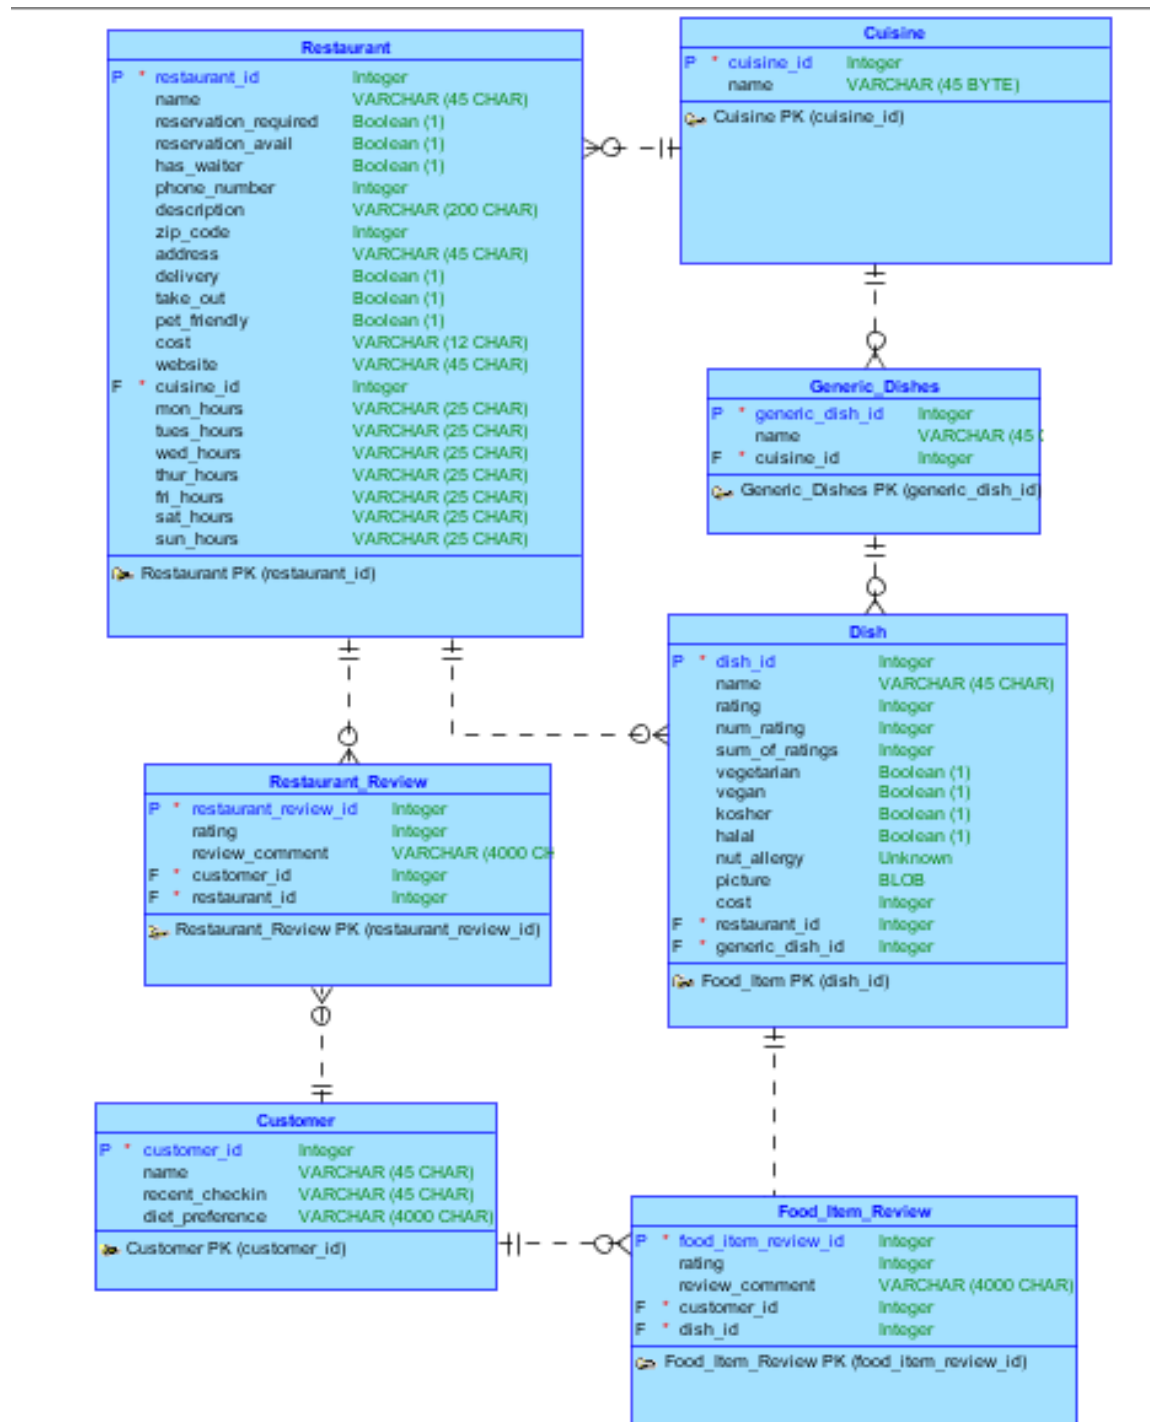 Restaurant
P * restaurant_id Integer
name VARCHAR (45 CHAR)
reservation_required Boolean (1)
reservation_avail Boolean (1)
has_waiter Boolean (1)
phone_number Integer
description VARCHAR (200 CHAR)
zip_code Integer
address VARCHAR (45 CHAR)
delivery Boolean (1)
take_out Boolean (1)
pet_friendly Boolean (1)
cost VARCHAR (12 CHAR)
website VARCHAR (45 CHAR)
F * cuisine_id Integer
mon_hours VARCHAR (25 CHAR)
tues_hours VARCHAR (25 CHAR)
wed_hours VARCHAR (25 CHAR)
thur_hours VARCHAR (25 CHAR)
fri_hours VARCHAR (25 CHAR)
sat_hours VARCHAR (25 CHAR)
sun_hours VARCHAR (25 CHAR)
Restaurant PK (restaurant_id)
Cuisine
P * cuisine_id Integer
name VARCHAR (45 BYTE)
Cuisine PK (cuisine_id)
Generic_Dishes
P * generic_dish_id Integer
name VARCHAR (45
F * cuisine_id Integer
Generic_Dishes PK (generic_dish_id)
Dish
P * dish_id Integer
name VARCHAR (45 CHAR)
rating Integer
num_rating Integer
sum_of_ratings Integer
vegetarian Boolean (1)
vegan Boolean (1)
kosher Boolean (1)
halal Boolean (1)
nut_allergy Unknown
picture BLOB
cost Integer
F * restaurant_id Integer
F * generic_dish_id Integer
Food_Item PK (dish_id)
Restaurant_Review
P * restaurant_review_id Integer
rating Integer
review_comment VARCHAR (4000 CH
F * customer_id Integer
F * restaurant_id Integer
Restaurant_Review PK (restaurant_review_id)
Customer
P * customer_id Integer
name VARCHAR (45 CHAR)
recent_checkin VARCHAR (45 CHAR)
diet_preference VARCHAR (4000 CHAR)
Customer PK (customer_id)
Food_Item_Review
P * food_item_review_id Integer
rating Integer
review_comment VARCHAR (4000 CHAR)
F * customer_id Integer
F * dish_id Integer
Food_Item_Review PK (food_item_review_id)